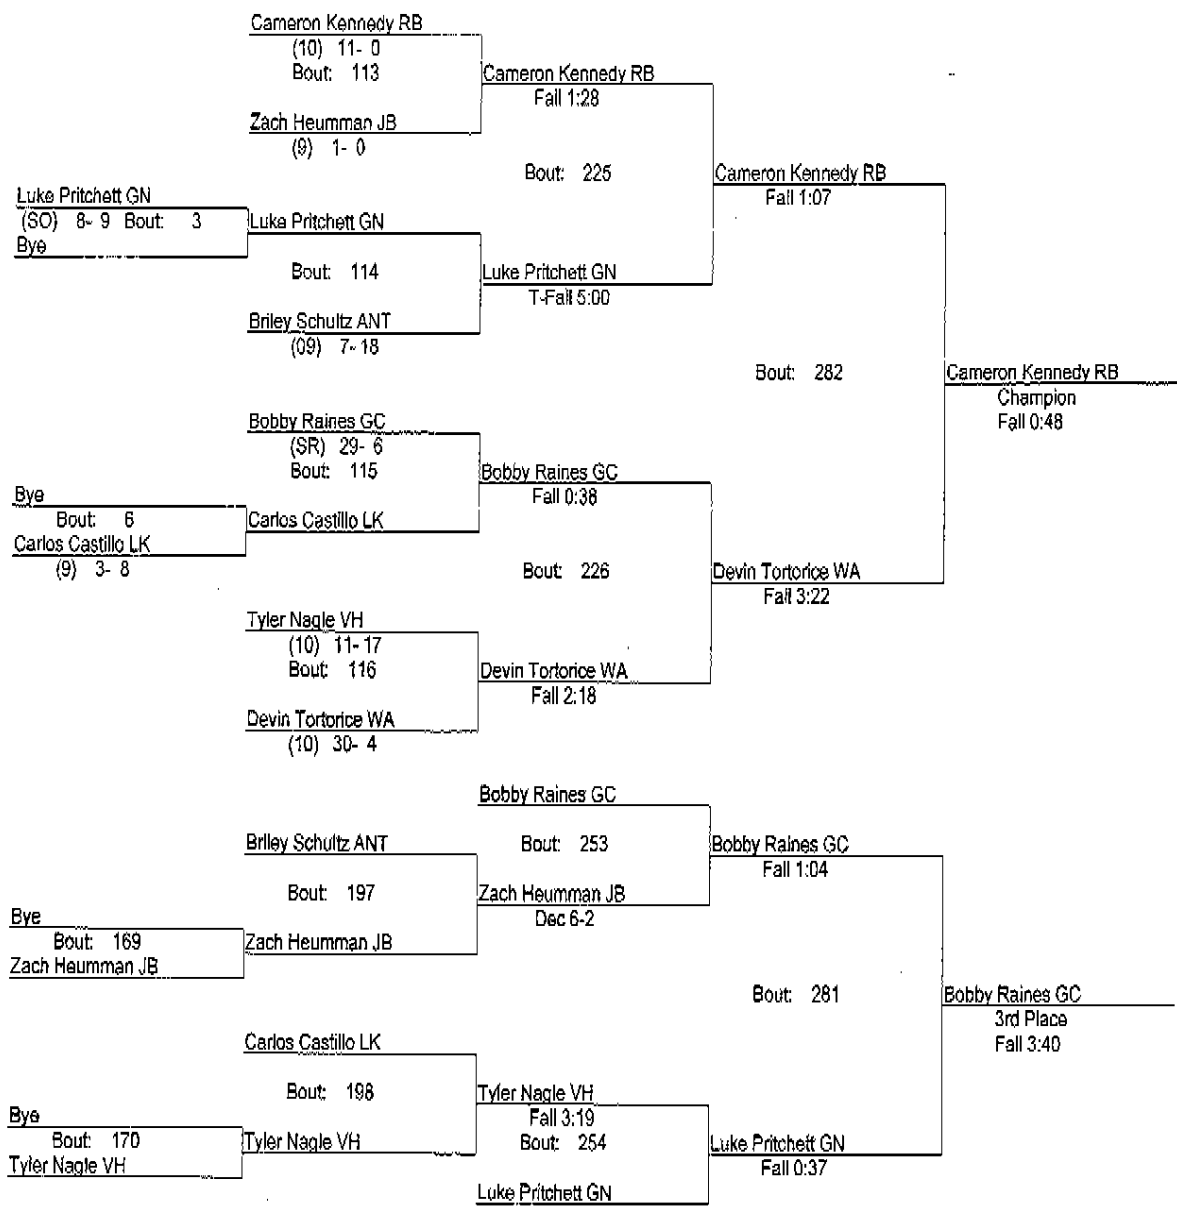 Cameron Kennedy RB
(10) 11- 0
Bout: 113
Cameron Kennedy RB
Fall 1:28
Zach Heumman JB
(9) 1- 0
Bout: 225
Cameron Kennedy RB
Fall 1:07
Luke Pritchett GN
(SO) 8- 9 Bout: 3
Bye
Luke Pritchett GN
Bout: 114
Luke Pritchett GN
T-Fall 5:00
Briley Schultz ANT
(09) 7- 18
Bout: 282
Cameron Kennedy RB
Champion
Fall 0:48
Bobby Raines GC
(SR) 29- 6
Bout: 115
Bobby Raines GC
Fall 0:38
Bye
Bout: 6
Carlos Castillo LK
(9) 3- 8
Carlos Castillo LK
Bout: 226
Devin Tortorice WA
Fall 3:22
Tyler Nagle VH
(10) 11- 17
Bout: 116
Devin Tortorice WA
Fall 2:18
Devin Tortorice WA
(10) 30- 4
Bobby Raines GC
Bout: 253
Bobby Raines GC
Fall 1:04
Briley Schultz ANT
Bout: 197
Zach Heumman JB
Dec 6-2
Bye
Bout: 169
Zach Heumman JB
Zach Heumman JB
Bout: 281
Bobby Raines GC
3rd Place
Fall 3:40
Carlos Castillo LK
Bout: 198
Tyler Nagle VH
Fall 3:19
Bout: 254
Bye
Bout: 170
Tyler Nagle VH
Tyler Nagle VH
Luke Pritchett GN
Fall 0:37
Luke Pritchett GN